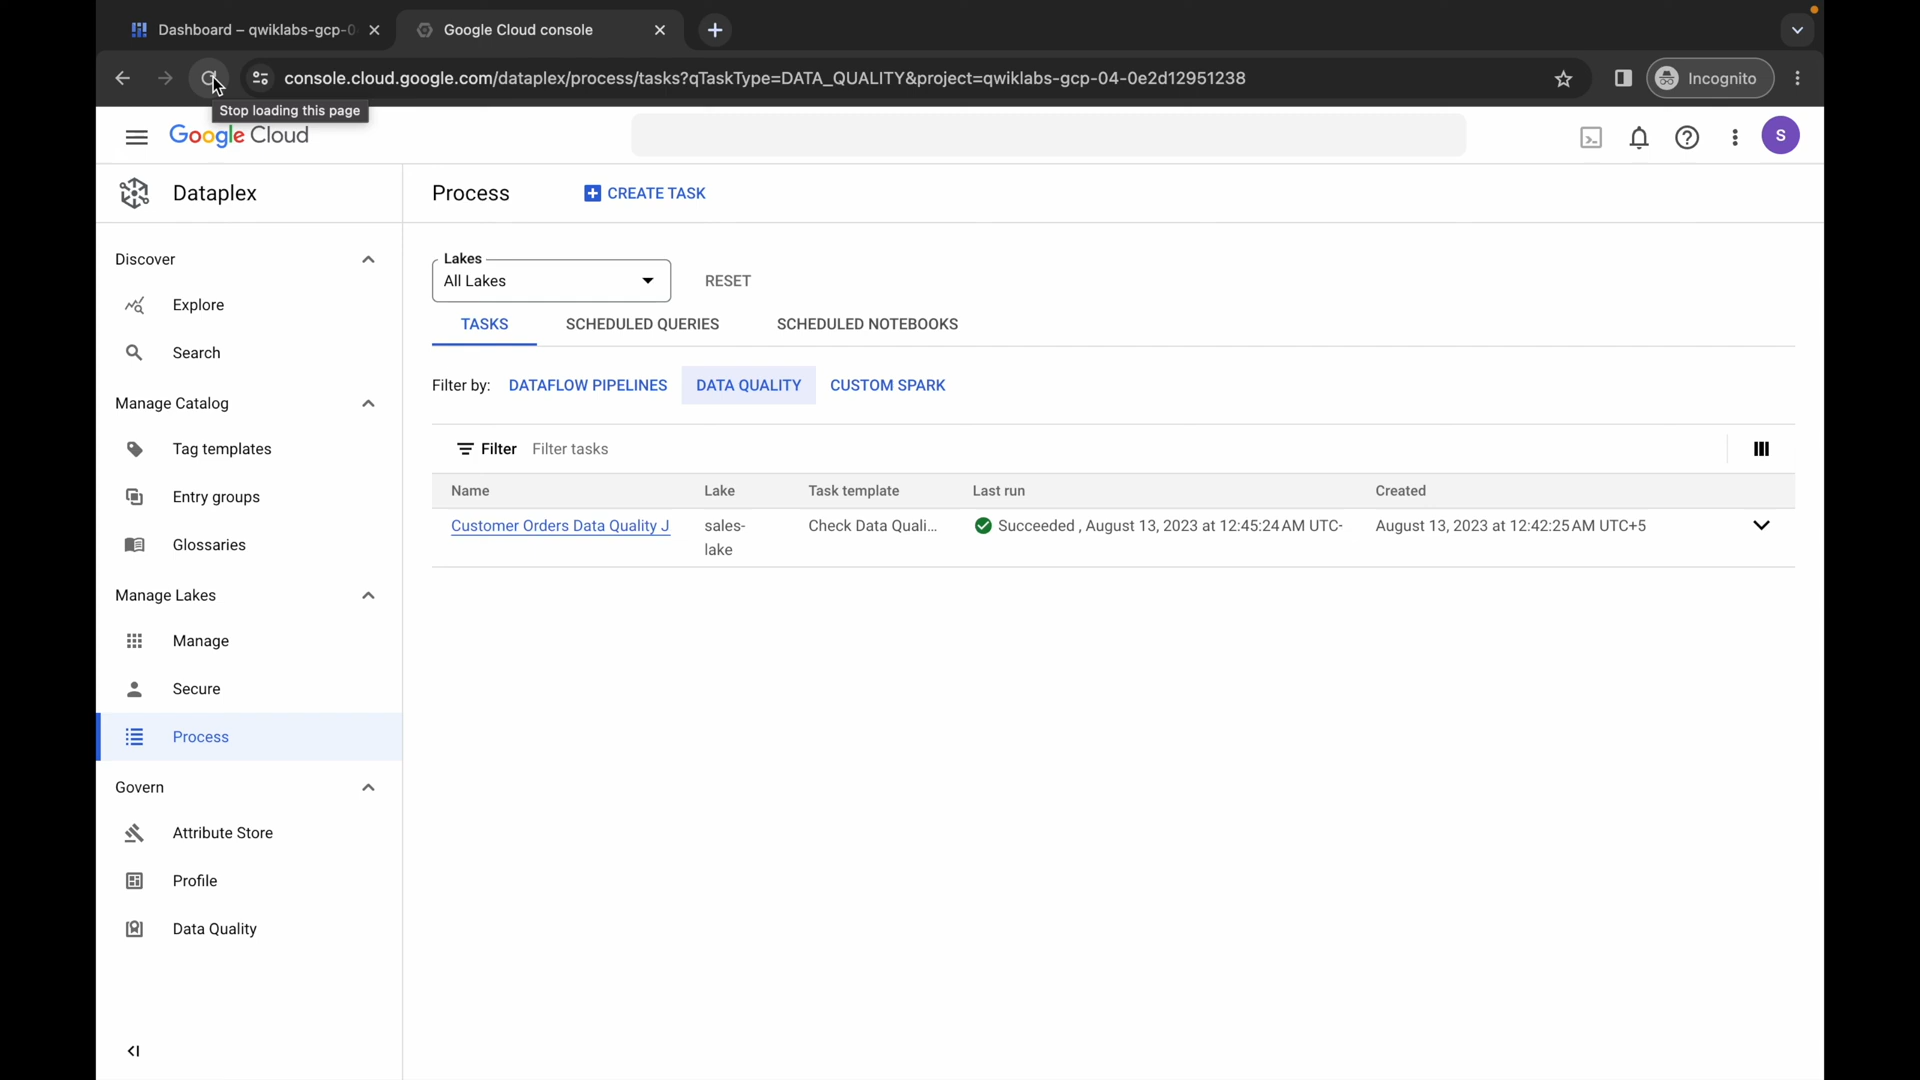 Dashboard – qwiklabs-gcp-0
Google Cloud console
console.cloud.google.com/dataplex/process/tasks?qTaskType=DATA_QUALITY&project=qwiklabs-gcp-04-0e2d12951238
Incognito
Stop loading this page
Google Cloud
S
Dataplex
Process
CREATE TASK
Discover
Explore
Search
Manage Catalog
Tag templates
Entry groups
Glossaries
Manage Lakes
Manage
Secure
Process
Govern
Attribute Store
Profile
Data Quality
Lakes
All Lakes
RESET
TASKS SCHEDULED QUERIES SCHEDULED NOTEBOOKS
Filter by: DATAFLOW PIPELINES DATA QUALITY CUSTOM SPARK
Filter Filter tasks
Name Lake Task template Last run Created
Customer Orders Data Quality J sales- Check Data Quali... Succeeded , August 13, 2023 at 12:45:24 AM UTC- August 13, 2023 at 12:42:25 AM UTC+5
lake